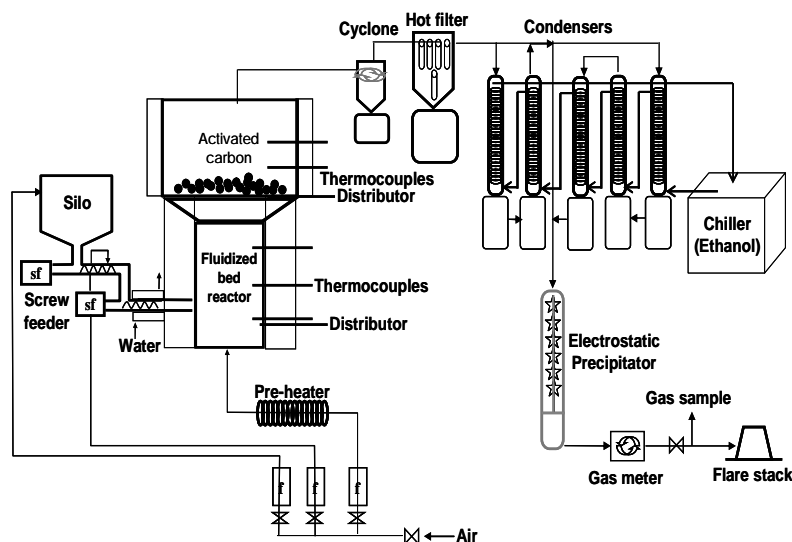 Cyclone
Hot filter
Condensers
Activated
carbon
Thermocouples
Distributor
Silo
Chiller
(Ethanol)
sf
Fluidized
bed
reactor
Thermocouples
sf
Screw
feeder
Distributor
Water
Electrostatic
Precipitator
Pre-heater
Gas sample
Gas meter
Flare stack
f
f
f
Air